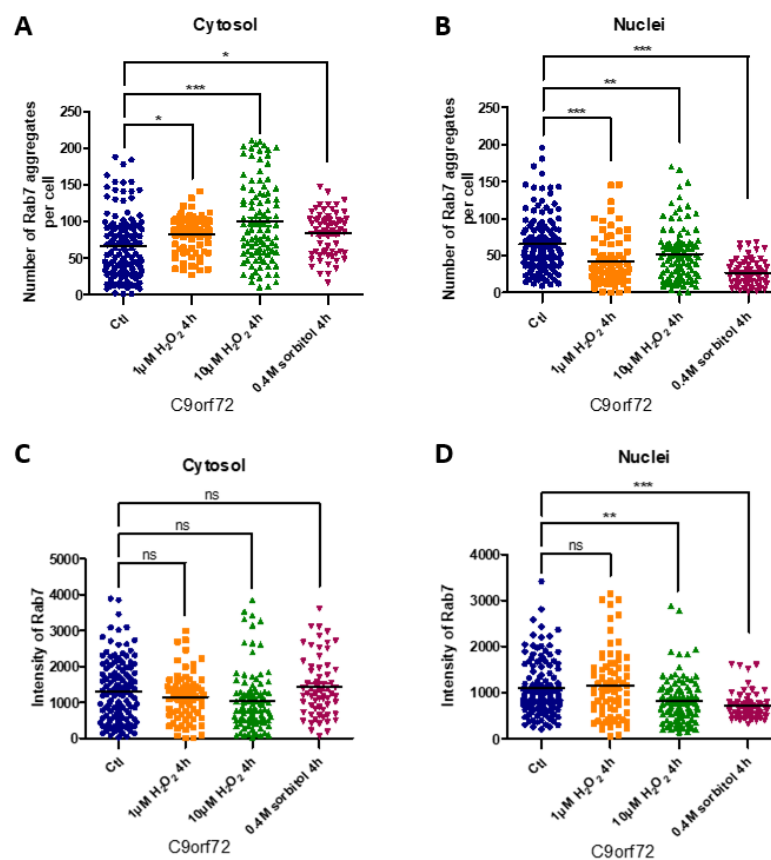 A
Cytosol
*
***
*
Number of Rab7 aggregates
per cell
250
200
150
100
50
0
Ctl
1µM H₂O₂ 4h
10µM H₂O₂ 4h
0.4M sorbitol 4h
C9orf72
B
Nuclei
***
**
***
Number of Rab7 aggregates
per cell
250
200
150
100
50
0
Ctl
1µM H₂O₂ 4h
10µM H₂O₂ 4h
0.4M sorbitol 4h
C9orf72
C
Cytosol
ns
ns
ns
Intensity of Rab7
5000
4000
3000
2000
1000
0
Ctl
1µM H₂O₂ 4h
10µM H₂O₂ 4h
0.4M sorbitol 4h
C9orf72
D
Nuclei
***
**
ns
Intensity of Rab7
4000
3000
2000
1000
0
Ctl
1µM H₂O₂ 4h
10µM H₂O₂ 4h
0.4M sorbitol 4h
C9orf72